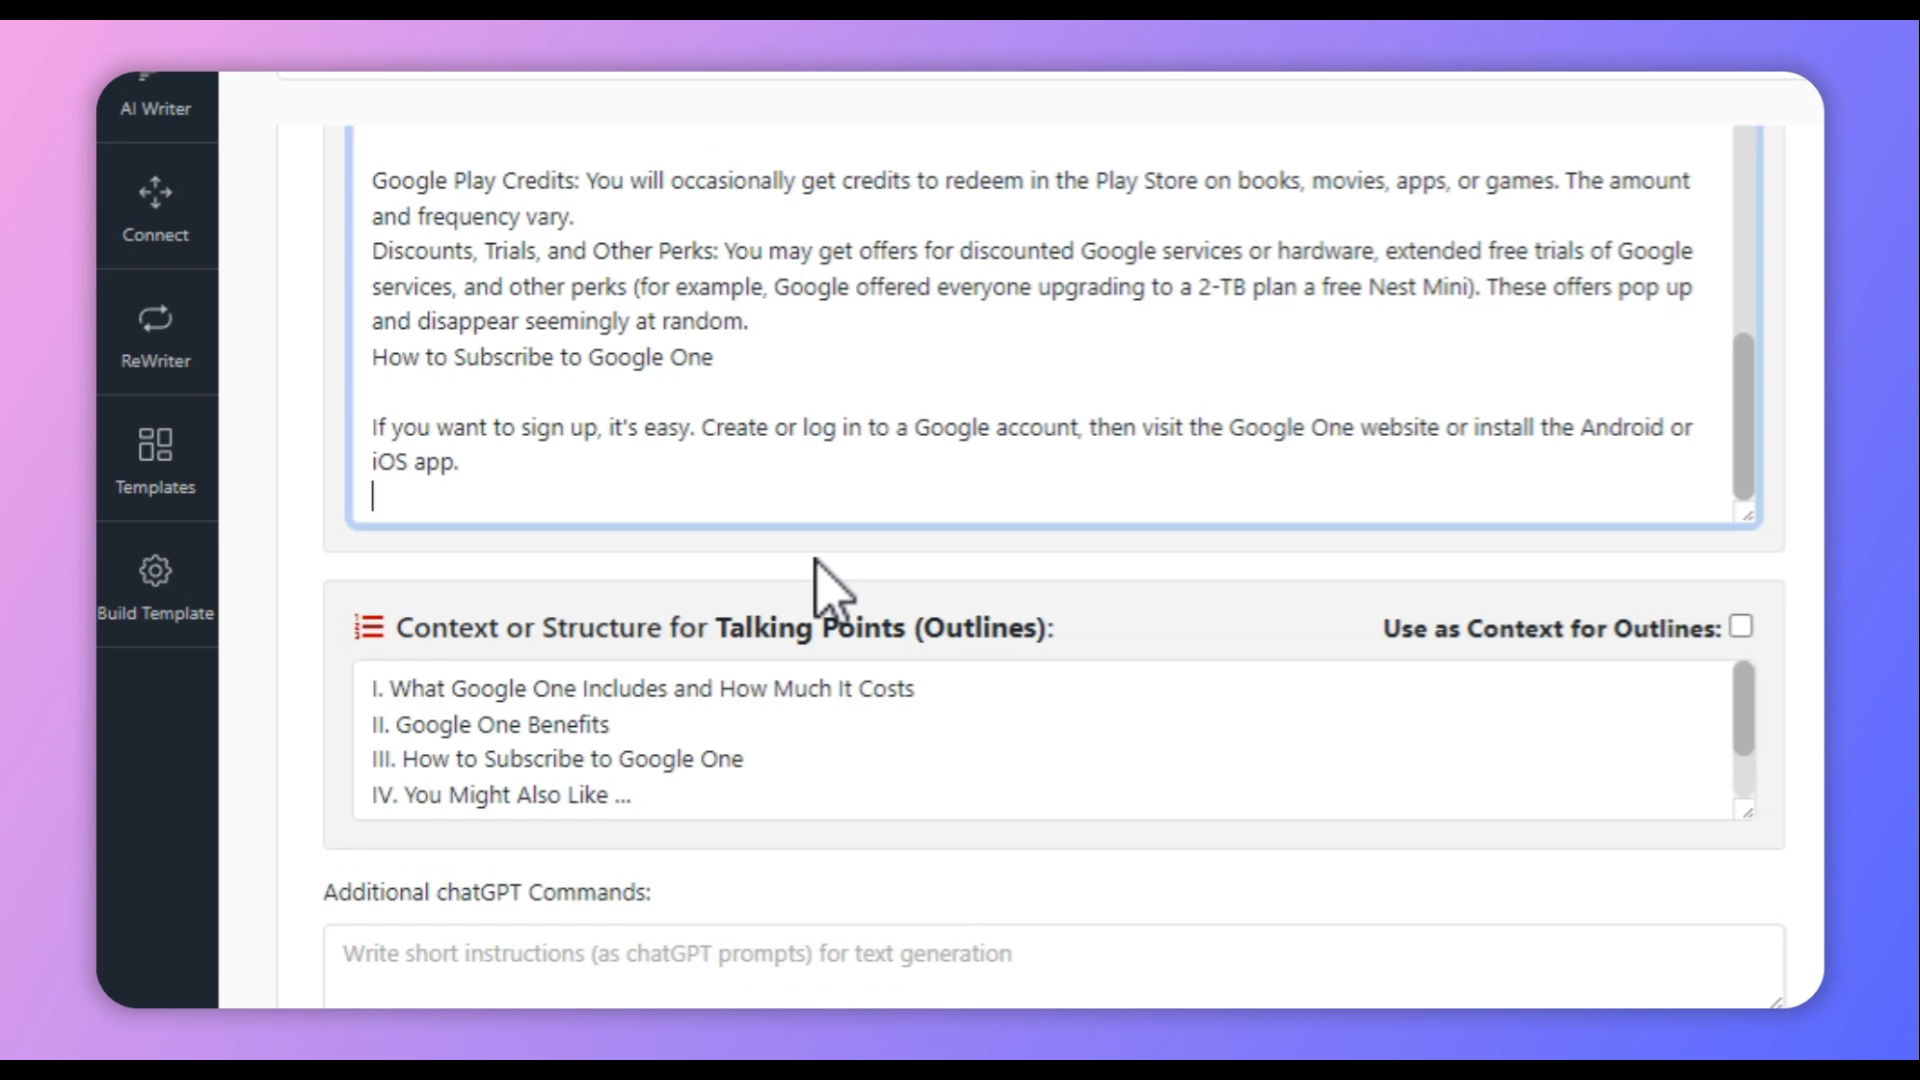 AI Writer
Connect
ReWriter
Templates
Build Template
Google Play Credits: You will occasionally get credits to redeem in the Play Store on books, movies, apps, or games. The amount
and frequency vary.
Discounts, Trials, and Other Perks: You may get offers for discounted Google services or hardware, extended free trials of Google
services, and other perks (for example, Google offered everyone upgrading to a 2-TB plan a free Nest Mini). These offers pop up
and disappear seemingly at random.
How to Subscribe to Google One
If you want to sign up, it's easy. Create or log in to a Google account, then visit the Google One website or install the Android or
iOS app.
Context or Structure for Talking Points (Outlines):
Use as Context for Outlines:
I. What Google One Includes and How Much It Costs
II. Google One Benefits
III. How to Subscribe to Google One
IV. You Might Also Like ...
Additional chatGPT Commands:
Write short instructions (as chatGPT prompts) for text generation